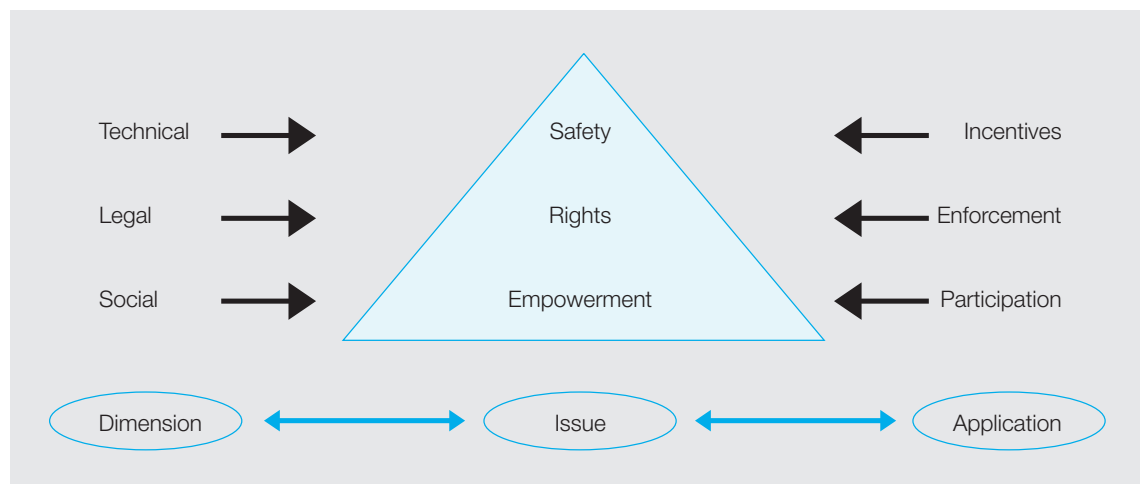 Technical Safety Incentives
Legal Rights Enforcement
Social Empowerment Participation
Dimension Issue Application